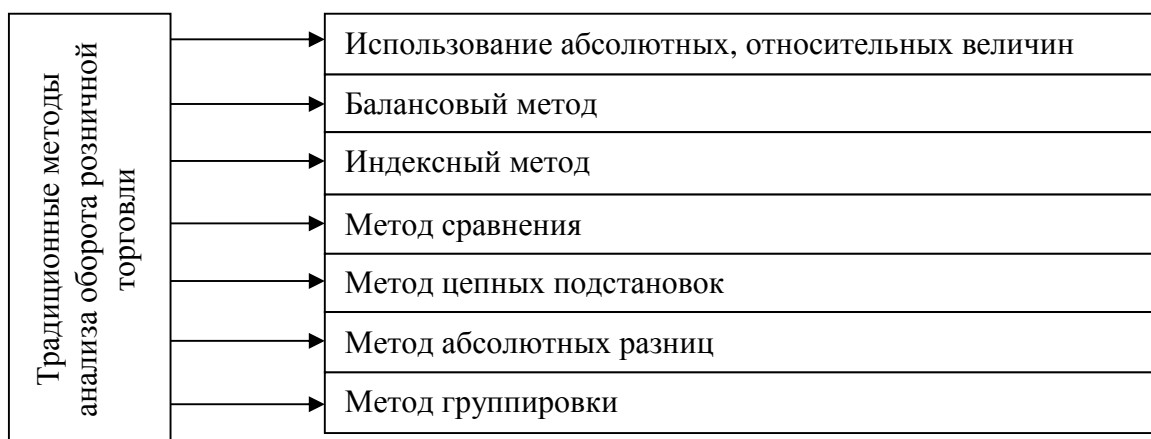 Традиционные методы
анализа оборота розничной
торговли
Использование абсолютных, относительных величин
Балансовый метод
Индексный метод
Метод сравнения
Метод цепных подстановок
Метод абсолютных разниц
Метод группировки